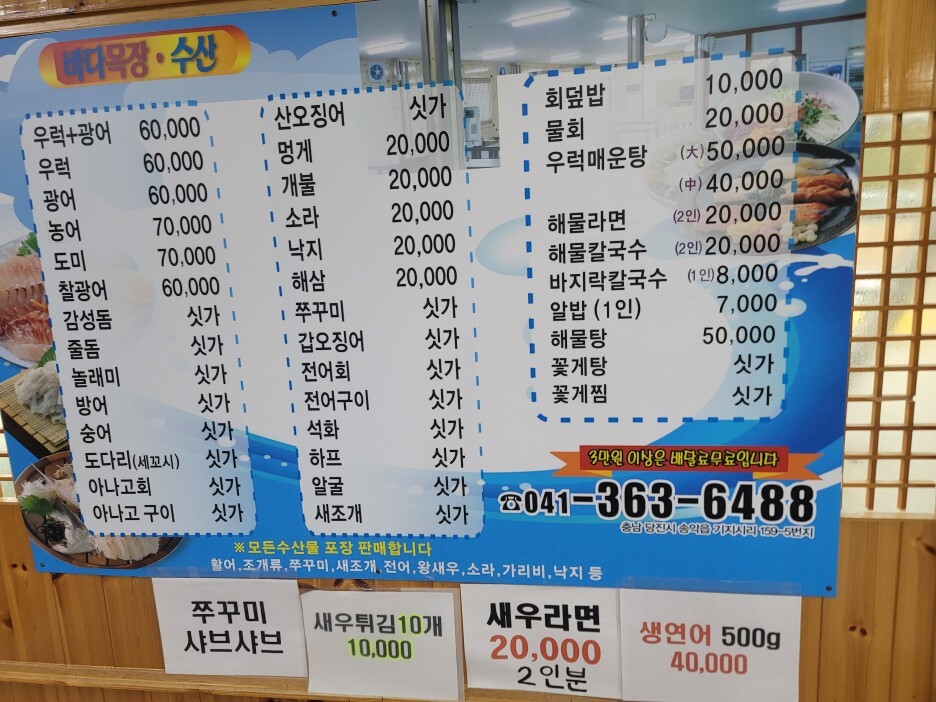 바다목장·수산
우럭+광어 60,000
우럭 60,000
광어 60,000
농어 70,000
도미 70,000
찰광어 60,000
감성돔 싯가
줄돔 싯가
놀래미 싯가
방어 싯가
숭어 싯가
도다리(세꼬시) 싯가
아나고회 싯가
아나고 구이 싯가
산오징어 싯가
멍게 20,000
개불 20,000
소라 20,000
낙지 20,000
해삼 20,000
쭈꾸미 싯가
갑오징어 싯가
전어회 싯가
전어구이 싯가
석화 싯가
하프 싯가
알굴 싯가
새조개 싯가
회덮밥 10,000
물회 20,000
우럭매운탕 (大) 50,000
(中) 40,000
해물라면 (2인) 20,000
해물칼국수 (2인) 20,000
바지락칼국수 (1인) 8,000
알밥 (1인) 7,000
해물탕 50,000
꽃게탕 싯가
꽃게찜 싯가
3만원 이상은 배달료무료입니다
☎041-363-6488
충남 당진시 송악읍 기지시리 159-5번지
※모든수산물 포장 판매합니다
활어,조개류,쭈꾸미,새조개,전어,왕새우,소라,가리비,낙지 등
쭈꾸미
샤브샤브
새우튀김10개
10,000
새우라면
20,000
2인분
생연어 500g
40,000